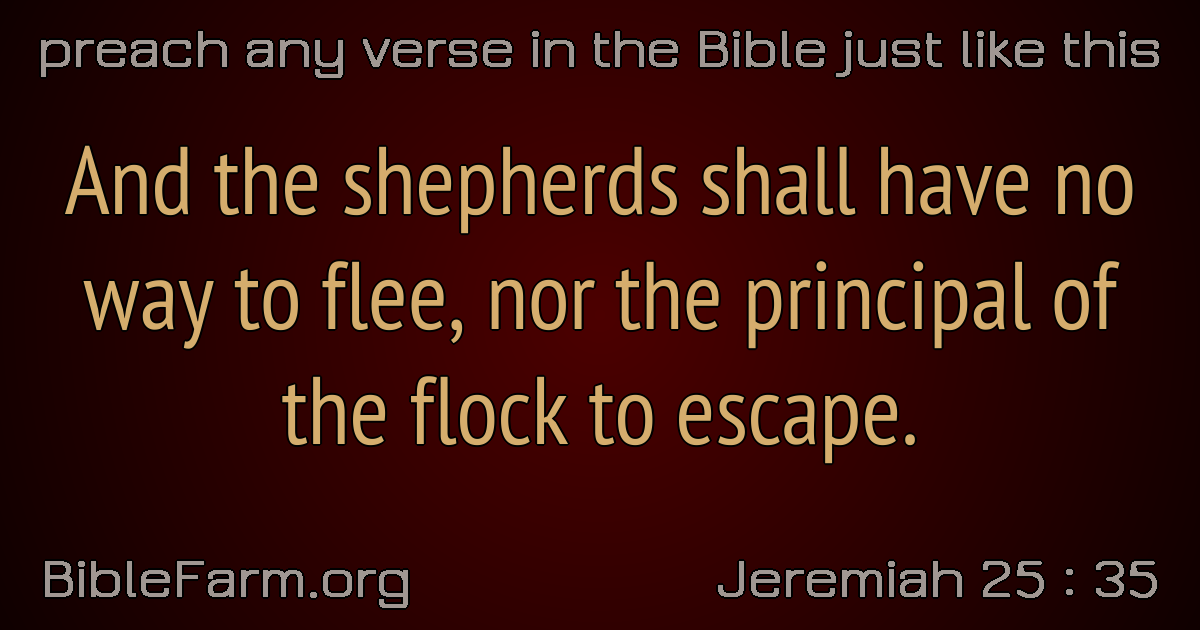 preach any verse in the Bible just like this
And the shepherds shall have no
way to flee, nor the principal of
the flock to escape.
BibleFarm.org
Jeremiah 25 : 35